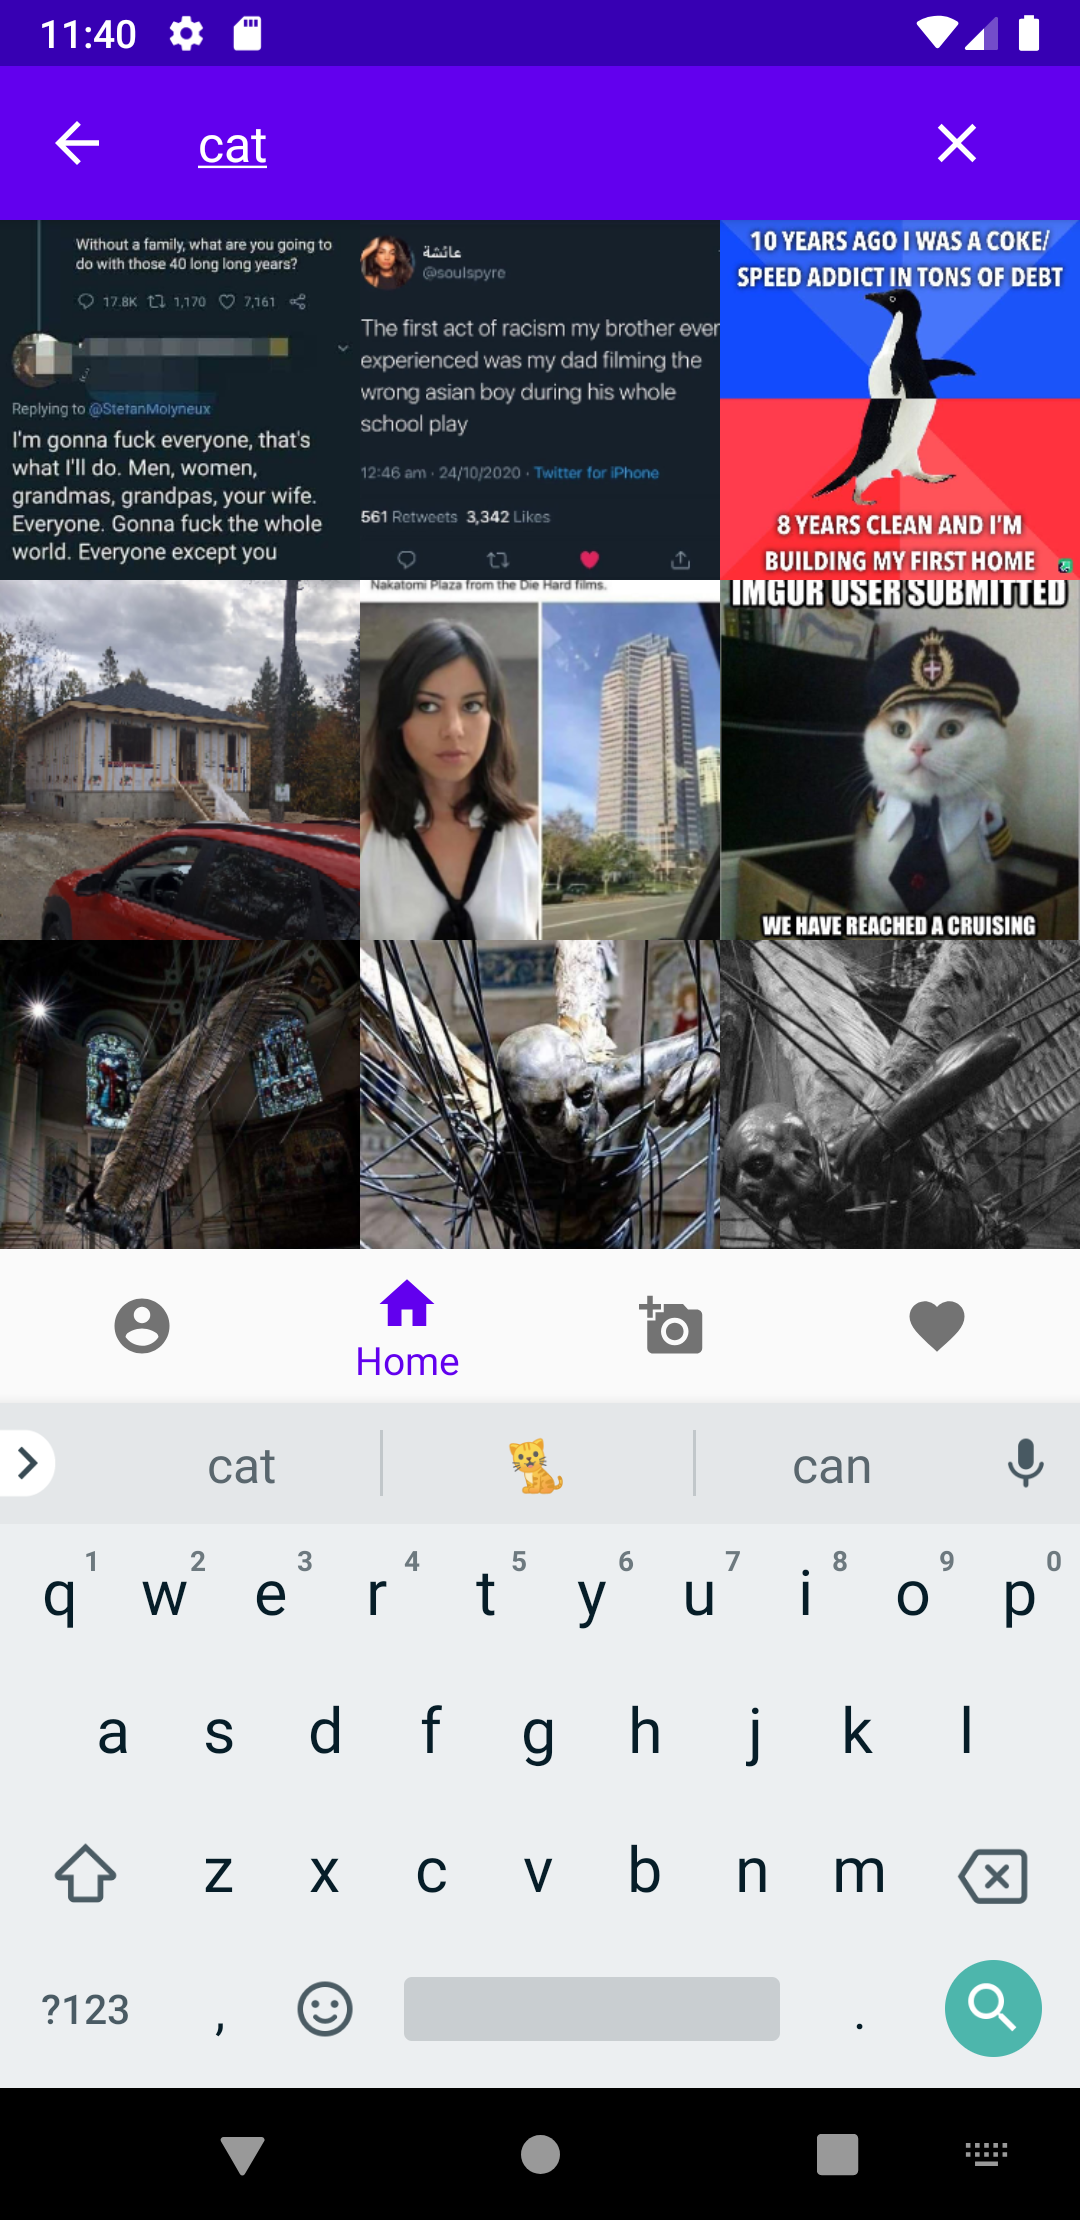 11:40
cat
Without a family, what are you going to
do with those 40 long long years?
17.8K 1,170 7,161
Replying to @StefanMolyneux
I'm gonna fuck everyone, that's
what I'll do. Men, women,
grandmas, grandpas, your wife.
Everyone. Gonna fuck the whole
world. Everyone except you
عائشة
@soulspyre
The first act of racism my brother ever
experienced was my dad filming the
wrong asian boy during his whole
school play
12:46 am · 24/10/2020 · Twitter for iPhone
561 Retweets 3,342 Likes
10 YEARS AGO I WAS A COKE/
SPEED ADDICT IN TONS OF DEBT
8 YEARS CLEAN AND I'M
BUILDING MY FIRST HOME
Nakatomi Plaza from the Die Hard films.
IMGUR USER SUBMITTED
WE HAVE REACHED A CRUISING
Home
cat can
1 2 3 4 5 6 7 8 9 0
q w e r t y u i o p
a s d f g h j k l
z x c v b n m
?123 , .